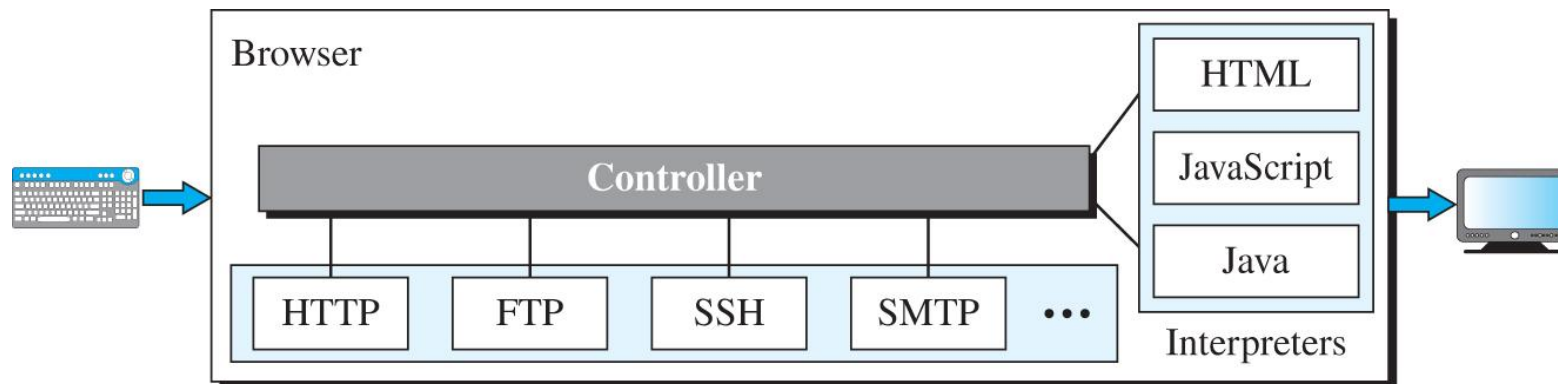 Browser
HTML
JavaScript
Java
Interpreters
Controller
HTTP
FTP
SSH
SMTP
•••